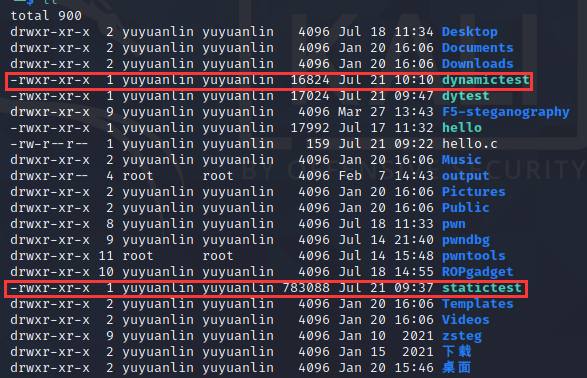 total 900
drwxr-xr-x  2 yuyuanlin yuyuanlin   4096 Jul 18 11:34 Desktop
drwxr-xr-x  2 yuyuanlin yuyuanlin   4096 Jan 20 16:06 Documents
drwxr-xr-x  2 yuyuanlin yuyuanlin   4096 Jan 20 16:06 Downloads
-rwxr-xr-x  1 yuyuanlin yuyuanlin  16824 Jul 21 10:10 dynamictest
-rwxr-xr-x  1 yuyuanlin yuyuanlin  17024 Jul 21 09:47 dytest
drwxr-xr-x  9 yuyuanlin yuyuanlin   4096 Mar 27 13:43 F5-steganography
-rwxr-xr-x  1 yuyuanlin yuyuanlin  17992 Jul 17 11:32 hello
-rw-r--r--  1 yuyuanlin yuyuanlin    159 Jul 21 09:22 hello.c
drwxr-xr-x  2 yuyuanlin yuyuanlin   4096 Jan 20 16:06 Music
drwxr-xr--  4 root      root        4096 Feb  7 14:43 output
drwxr-xr-x  2 yuyuanlin yuyuanlin   4096 Jan 20 16:06 Pictures
drwxr-xr-x  2 yuyuanlin yuyuanlin   4096 Jan 20 16:06 Public
drwxr-xr-x  8 yuyuanlin yuyuanlin   4096 Jul 18 11:33 pwn
drwxr-xr-x  9 yuyuanlin yuyuanlin   4096 Jul 14 21:40 pwndbg
drwxr-xr-x 11 root      root        4096 Jul 14 15:48 pwntools
drwxr-xr-x 10 yuyuanlin yuyuanlin   4096 Jul 18 14:55 ROPgadget
-rwxr-xr-x  1 yuyuanlin yuyuanlin 783088 Jul 21 09:37 statictest
drwxr-xr-x  2 yuyuanlin yuyuanlin   4096 Jan 20 16:06 Templates
drwxr-xr-x  2 yuyuanlin yuyuanlin   4096 Jan 20 16:06 Videos
drwxr-xr-x  9 yuyuanlin yuyuanlin   4096 Jan 10  2021 zsteg
drwxr-xr-x  2 yuyuanlin yuyuanlin   4096 Jan 15  2021 下载
drwxr-xr-x  2 yuyuanlin yuyuanlin   4096 Jan 20 15:46 桌面